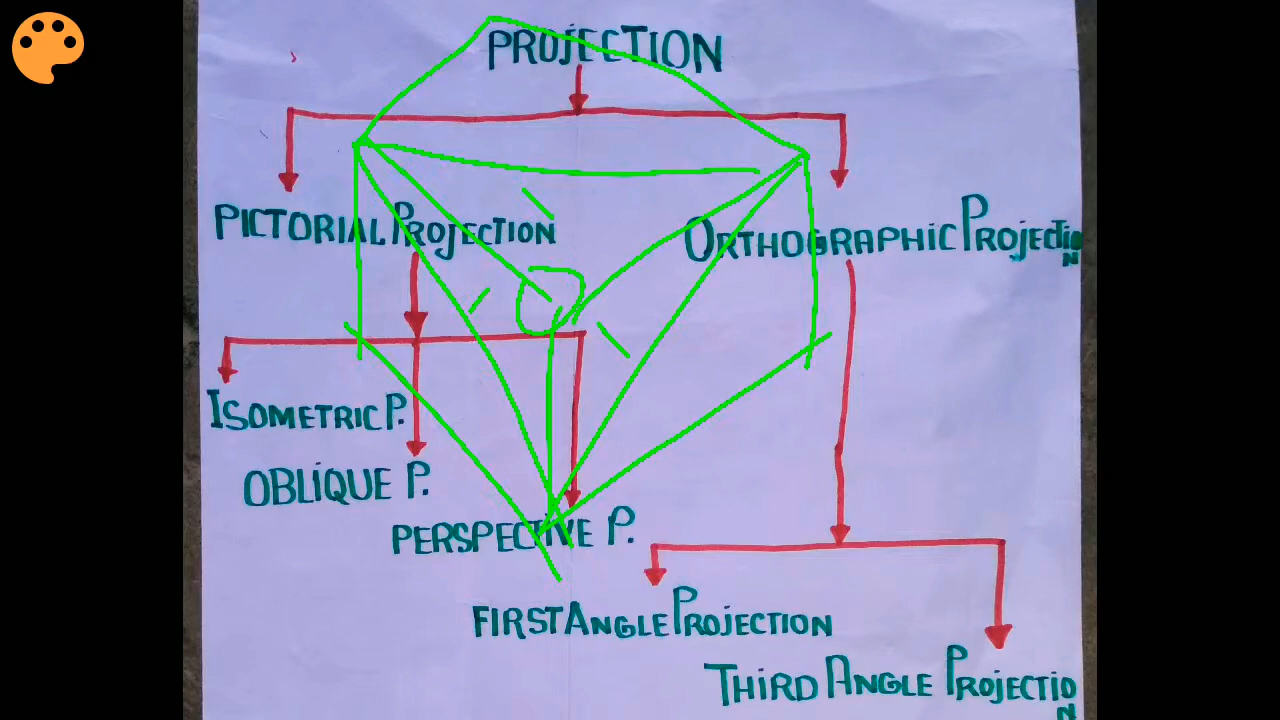 PROJECTION
PICTORIAL PROJECTION
ORTHOGRAPHIC PROJECTION
ISOMETRIC P.
OBLIQUE P.
PERSPECTIVE P.
FIRST ANGLE PROJECTION
THIRD ANGLE PROJECTION